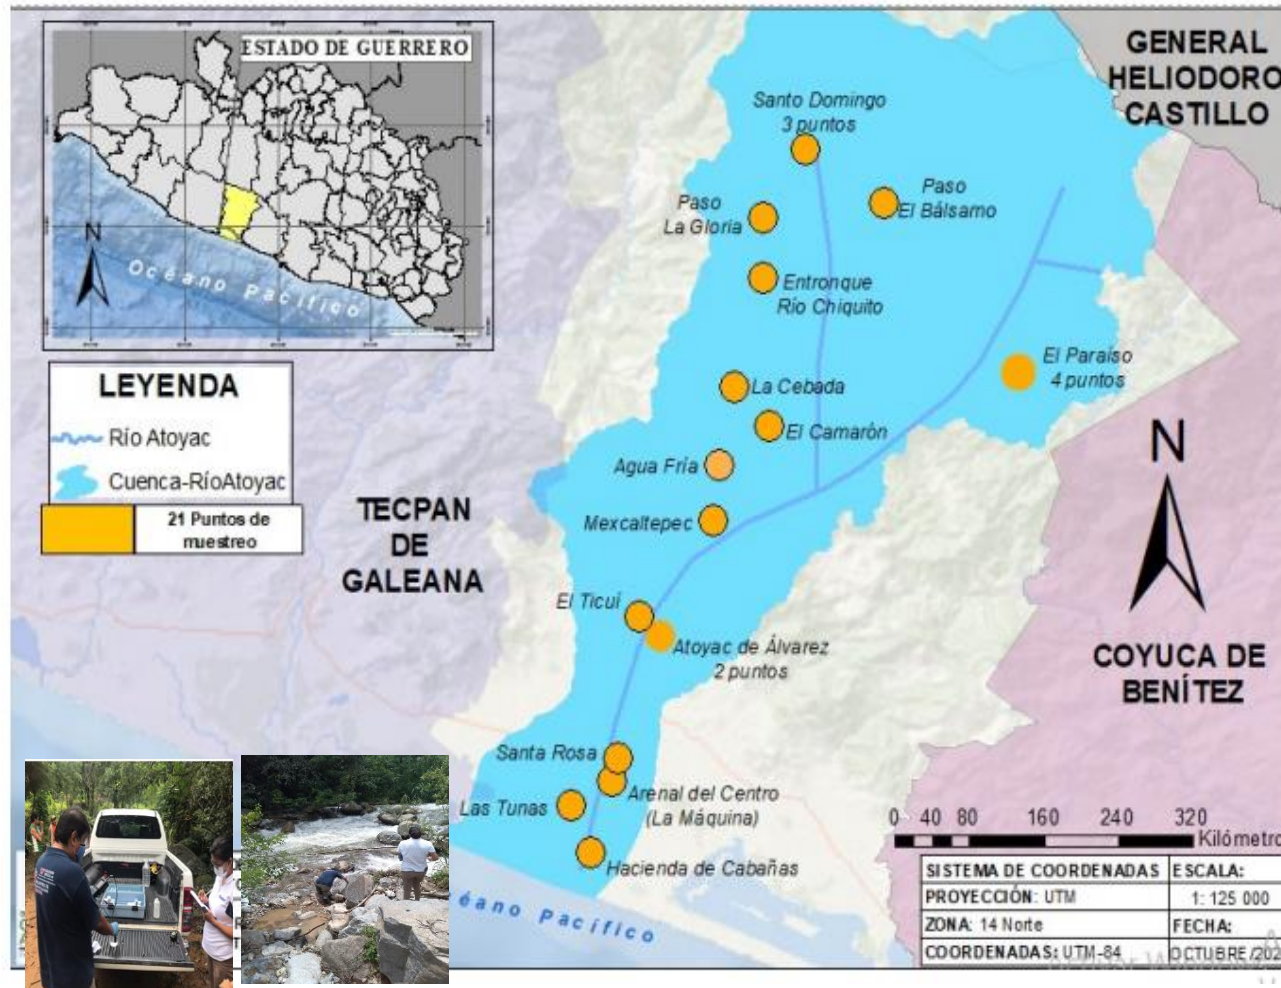 ESTADO DE GUERRERO
N
Océano Pacífico
LEYENDA
Río Atoyac
Cuenca-RíoAtoyac
21 Puntos de
muestreo
GENERAL
HELIODORO
CASTILLO
Santo Domingo
3 puntos
Paso
El Bálsamo
Paso
La Gloria
Entronque
Río Chiquito
El Paraíso
4 puntos
La Cebada
El Camarón
Agua Fría
Mexcaltepec
TECPAN
DE
GALEANA
El Ticuí
Atoyac de Álvarez
2 puntos
N
COYUCA DE
BENÍTEZ
Santa Rosa
Arenal del Centro
(La Máquina)
Las Tunas
Hacienda de Cabañas
éano Pacífico
0 40 80 160 240 320
Kilómetro
SISTEMA DE COORDENADAS ESCALA:
PROYECCIÓN: UTM 1: 125 000
ZONA: 14 Norte FECHA:
COORDENADAS: UTM-84 OCTUBRE/202